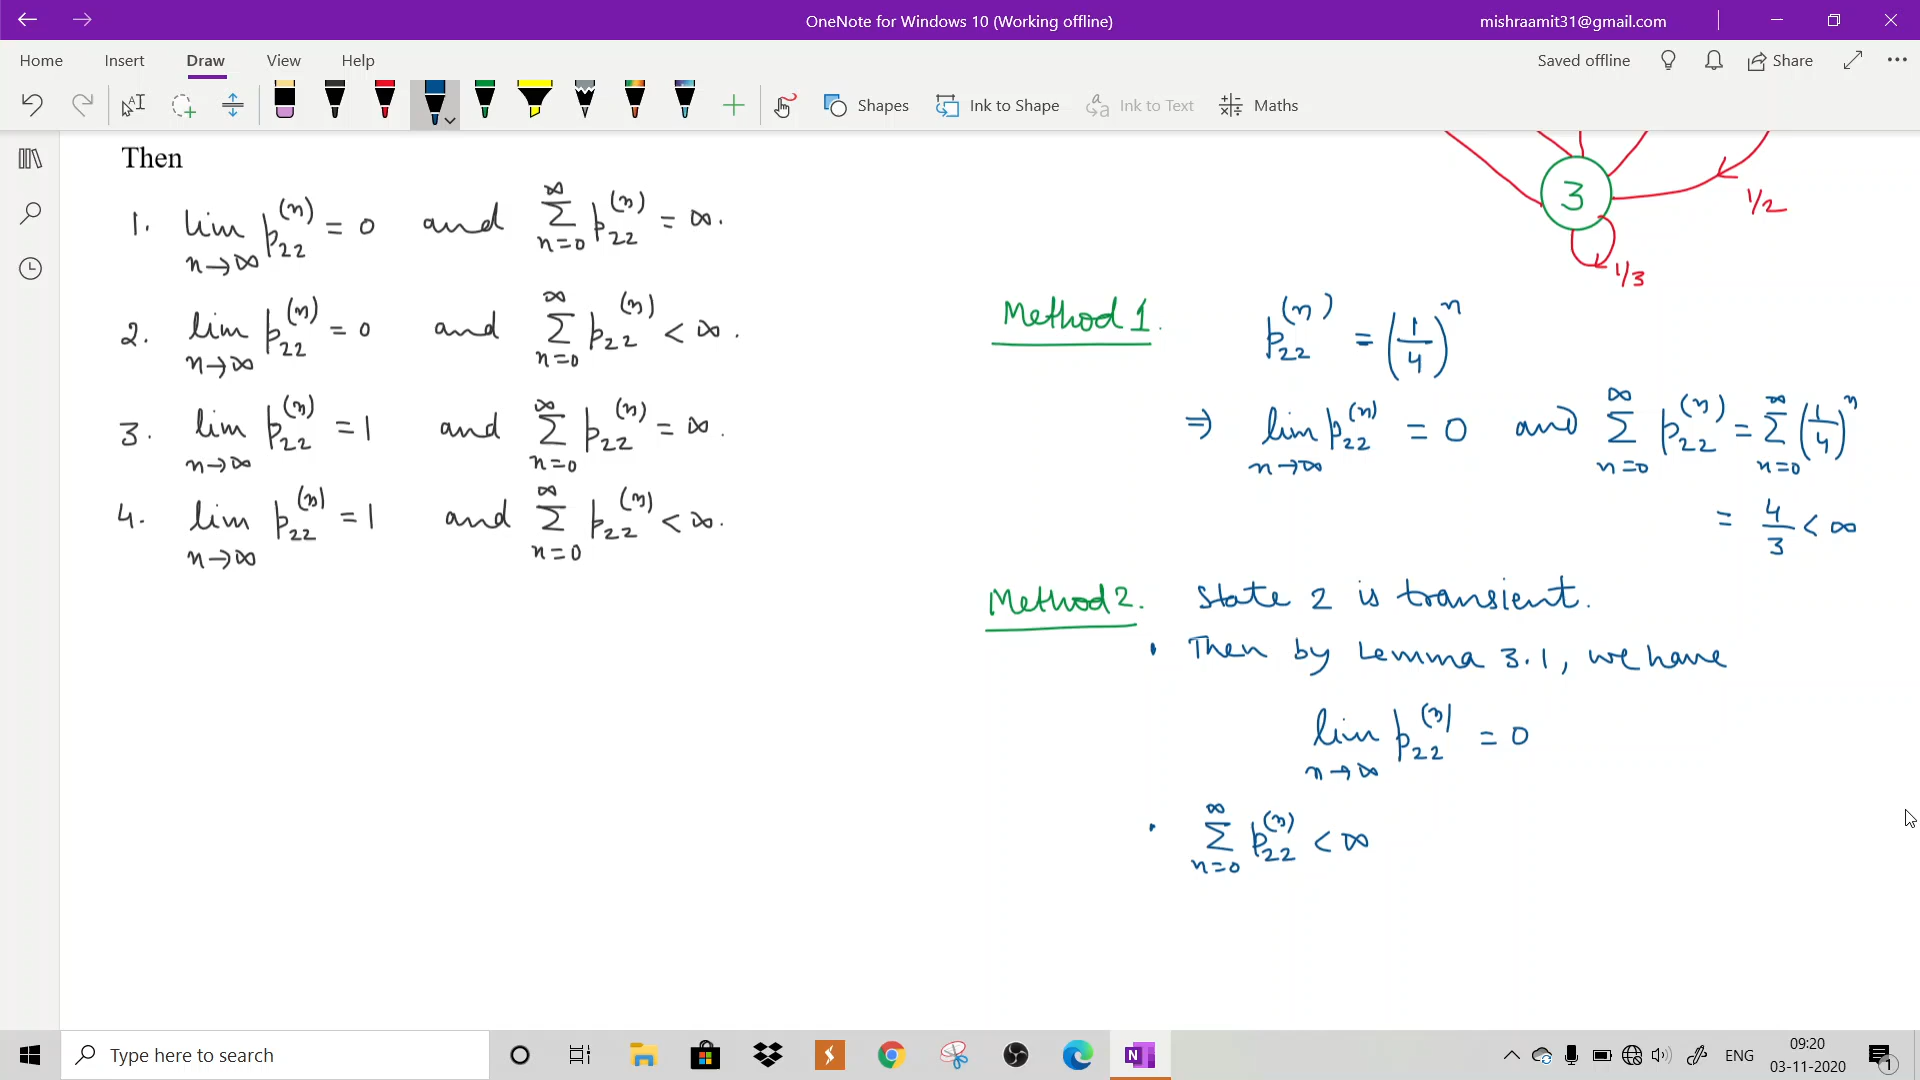 OneNote for Windows 10 (Working offline)
mishraamit31@gmail.com
Home Insert Draw View Help
Saved offline Share
Shapes Ink to Shape Ink to Text Maths
Then
1. lim n→∞ p₂₂⁽ⁿ⁾ = 0 and ∑ n=0 ∞ p₂₂⁽ⁿ⁾ = ∞.
2. lim n→∞ p₂₂⁽ⁿ⁾ = 0 and ∑ n=0 ∞ p₂₂⁽ⁿ⁾ < ∞.
3. lim n→∞ p₂₂⁽ⁿ⁾ = 1 and ∑ n=0 ∞ p₂₂⁽ⁿ⁾ = ∞.
4. lim n→∞ p₂₂⁽ⁿ⁾ = 1 and ∑ n=0 ∞ p₂₂⁽ⁿ⁾ < ∞.
3
1/2
1/3
Method 1. p₂₂⁽ⁿ⁾ = (1/4)ⁿ
⇒ lim n→∞ p₂₂⁽ⁿ⁾ = 0 and ∑ n=0 ∞ p₂₂⁽ⁿ⁾ = ∑ n=0 ∞ (1/4)ⁿ
= 4/3 < ∞
Method 2. State 2 is transient.
• Then by Lemma 3.1, we have
lim n→∞ p₂₂⁽ⁿ⁾ = 0
• ∑ n=0 ∞ p₂₂⁽ⁿ⁾ < ∞
Type here to search
ENG
09:20
03-11-2020
1